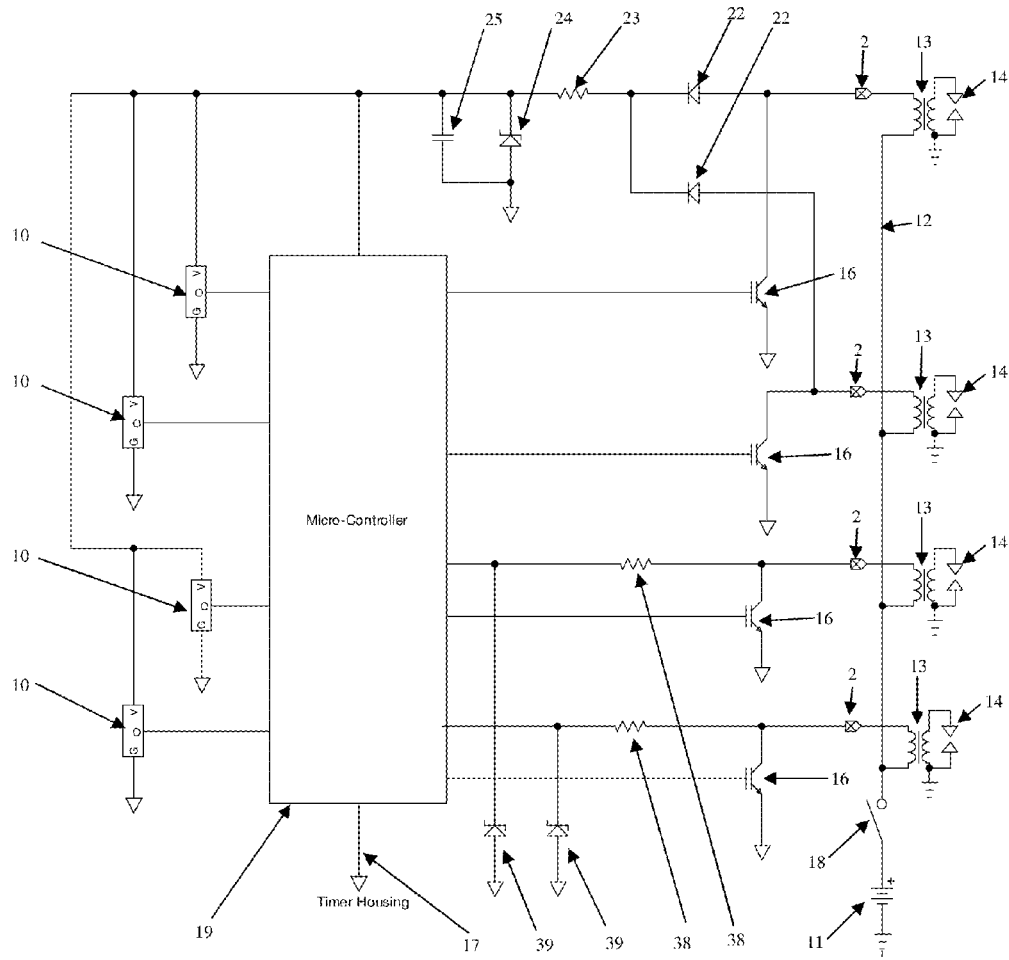 25 24 23 22 22 2 13 14
12
10
V
O
G
16
2 13 14
10
V
O
G
16
Micro-Controller
2 13 14
10
V
O
G
16
10
V
O
G
2 13 14
16
18
+
Timer Housing
19 17 39 39 38 38 11